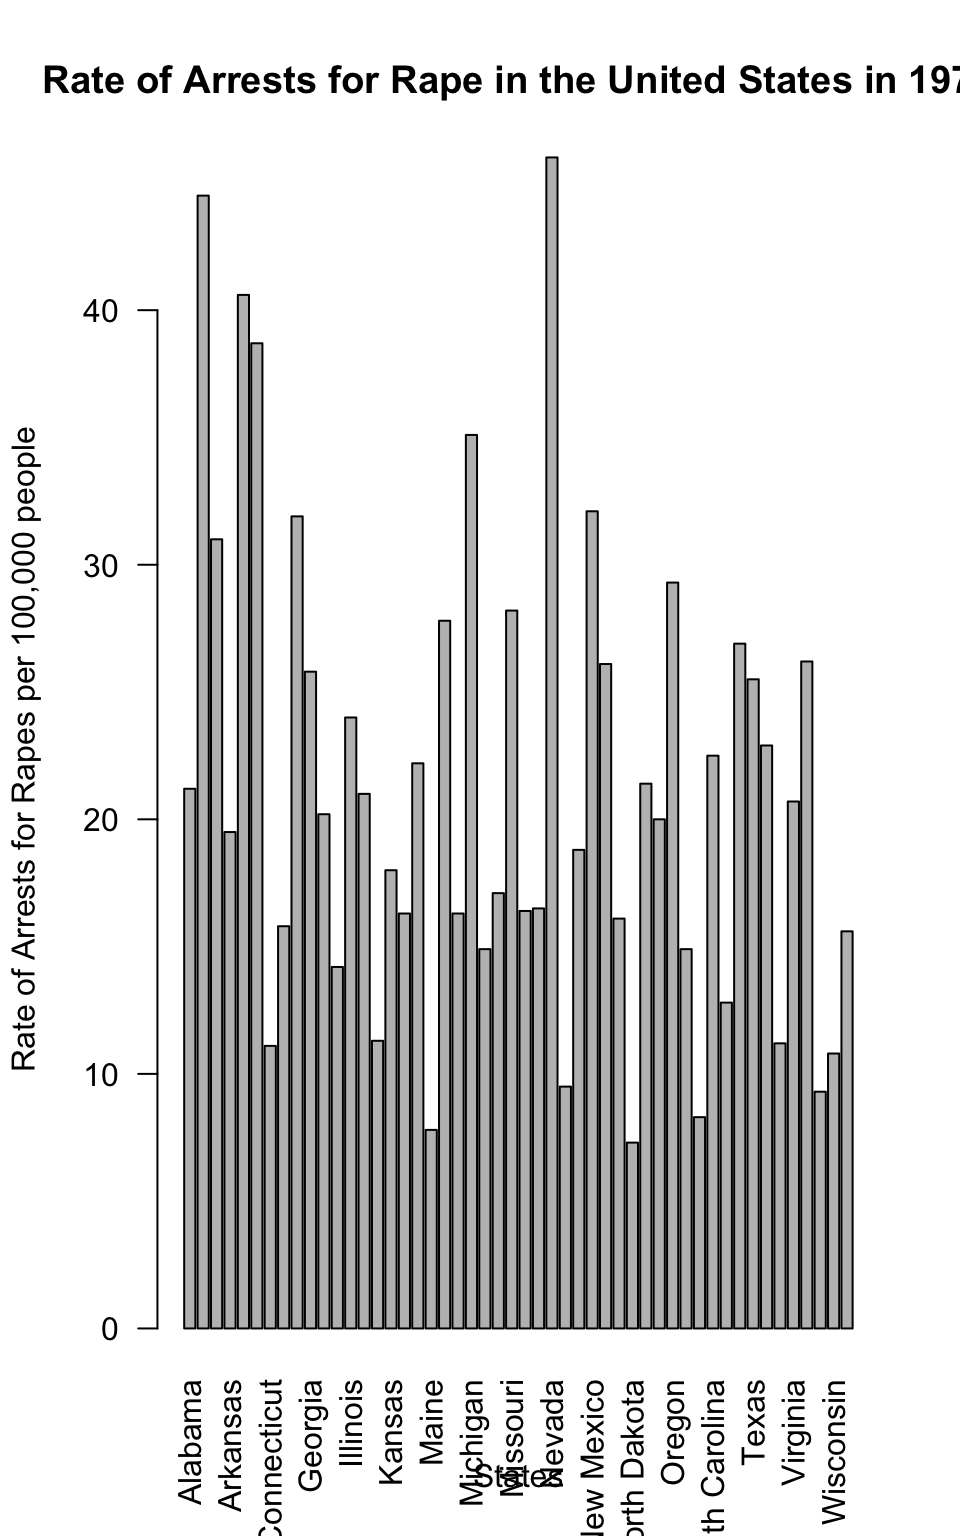 Rate of Arrests for Rape in the United States in 197
Rate of Arrests for Rapes per 100,000 people
40
30
20
10
0
Alabama
Arkansas
Connecticut
Georgia
Illinois
Kansas
Maine
Michigan
Missouri
Nevada
New Mexico
orth Dakota
Oregon
th Carolina
Texas
Virginia
Wisconsin
States